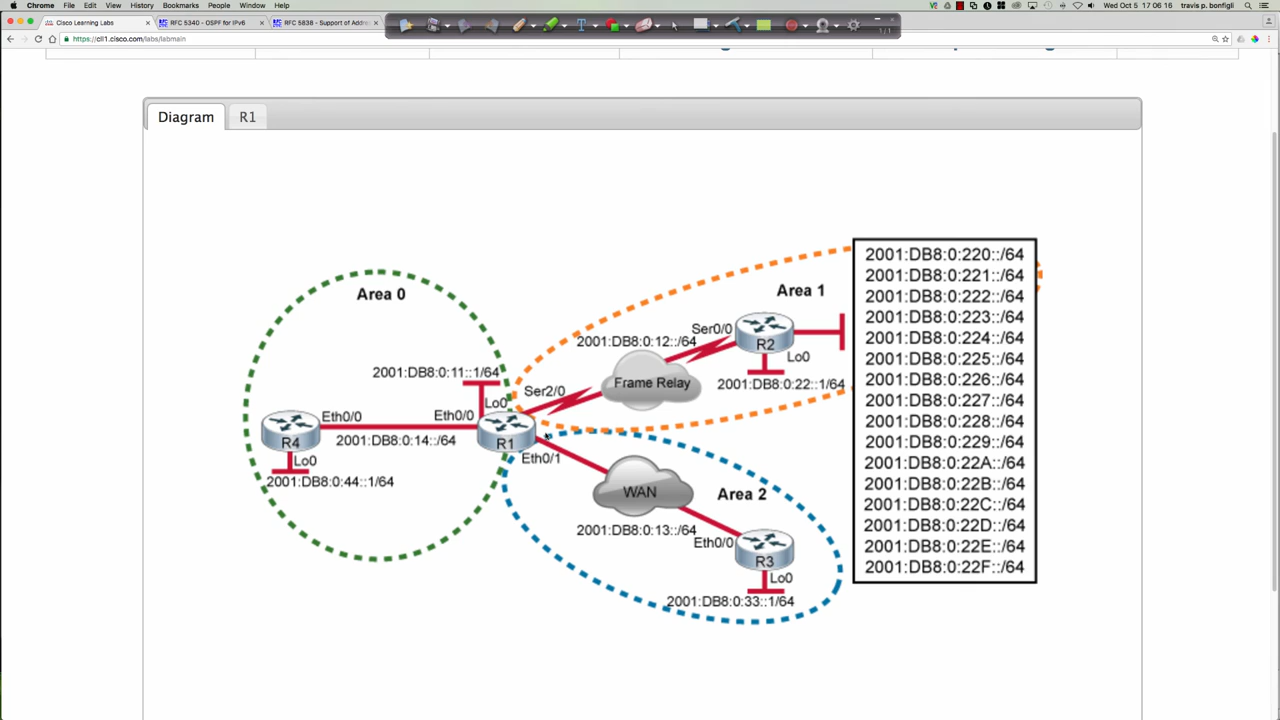 Chrome File Edit View History Bookmarks People Window Help
Wed Oct 5 17:06:16 travis p. bonfigli
Cisco Learning Labs
RFC 5340 - OSPF for IPv6
RFC 5838 - Support of Addre
https://cll1.cisco.com/labs/labmain
1/1
Diagram R1
Area 0
Area 1
2001:DB8:0:220::/64
2001:DB8:0:221::/64
2001:DB8:0:222::/64
2001:DB8:0:223::/64
2001:DB8:0:224::/64
2001:DB8:0:225::/64
2001:DB8:0:226::/64
2001:DB8:0:227::/64
2001:DB8:0:228::/64
2001:DB8:0:229::/64
2001:DB8:0:22A::/64
2001:DB8:0:22B::/64
2001:DB8:0:22C::/64
2001:DB8:0:22D::/64
2001:DB8:0:22E::/64
2001:DB8:0:22F::/64
Ser0/0
2001:DB8:0:12::/64
R2
Lo0
2001:DB8:0:22::1/64
Frame Relay
2001:DB8:0:11::1/64
Ser2/0
Lo0
Eth0/0
Eth0/0
R4
2001:DB8:0:14::/64
R1
Lo0
Eth0/1
2001:DB8:0:44::1/64
WAN
Area 2
2001:DB8:0:13::/64
Eth0/0
R3
Lo0
2001:DB8:0:33::1/64